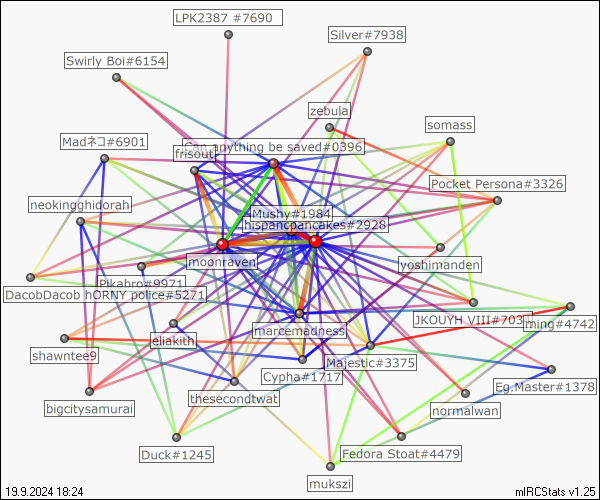 LPK2387 #7690
Silver#7938
Swirly Boi#6154
zebula
somass
Madネコ#6901
Can anything be saved#0396
frisout
Pocket Persona#3326
neokingghidorah
Mushy#1984
hispancpancakes#2928
moonraven
yoshimanden
Pikabro#9971
DacobDacob hORNY police#5271
JKOUYH VIII#703
ming#4742
marcemadness
eliakith
shawntee9
Majestic#3375
Cypha#1717
Eg.Master#1378
thesecondtwat
bigcitysamurai
normalwan
Duck#1245
Fedora Stoat#4479
mukszi
19.9.2024 18:24
mIRCStats v1.25